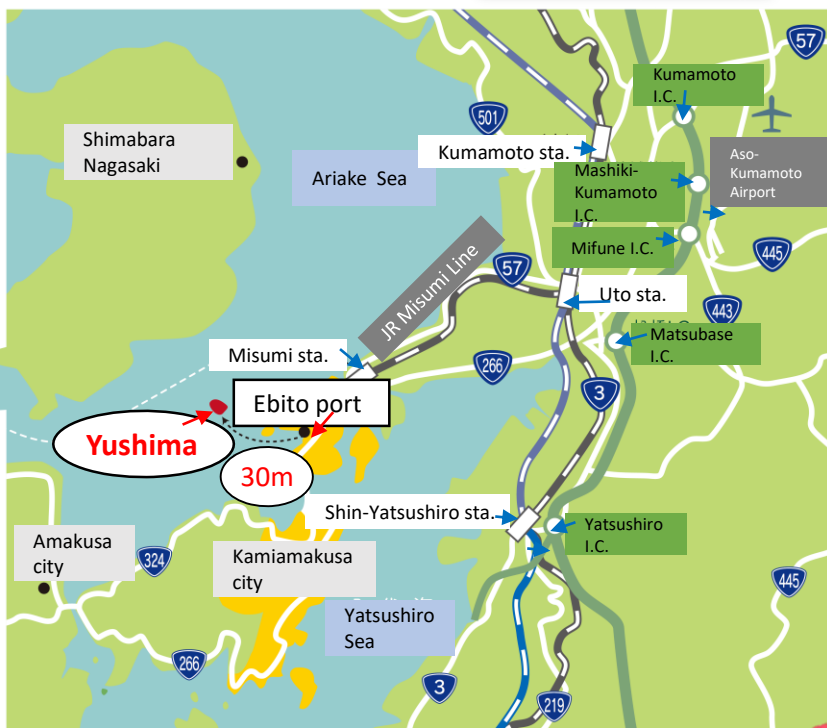 57
Kumamoto
I.C.
501
Shimabara
Nagasaki
Kumamoto sta.
Ariake Sea
Mashiki-
Kumamoto
I.C.
Aso-
Kumamoto
Airport
Mifune I.C.
445
JR Misumi Line
57
Uto sta.
443
Matsubase
I.C.
Misumi sta.
266
3
Ebito port
Yushima
30m
Shin-Yatsushiro sta.
Yatsushiro
I.C.
Amakusa
city
324
Kamiamakusa
city
445
Yatsushiro
Sea
266
3
219